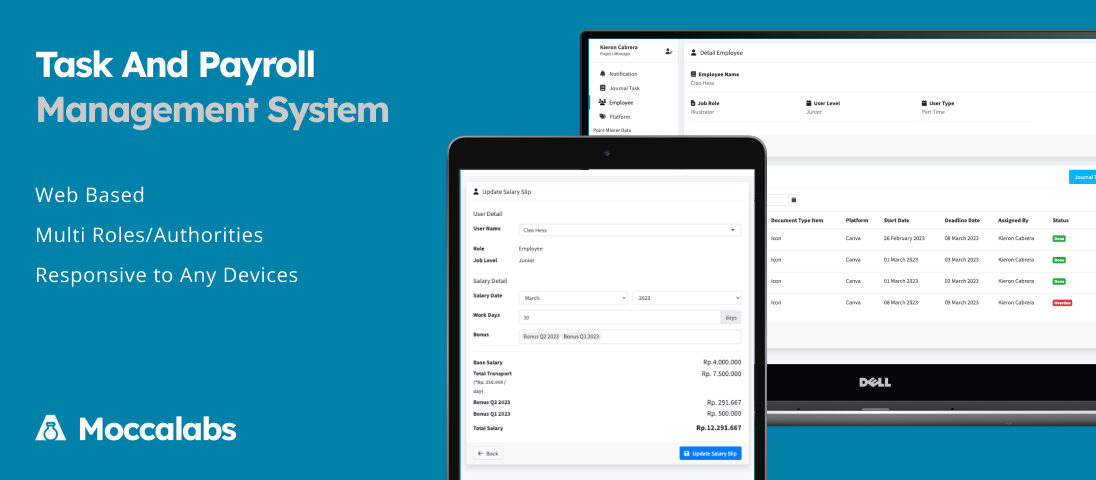 Task And Payroll
Management System
Web Based
Multi Roles/Authorities
Responsive to Any Devices
Moccalabs
Kieron Cabrera
Project Manager
Notification
Journal Task
Employee
Platform
Point Master Data
Detail Employee
Employee Name
Cleo Hess
Job Role User Level User Type
Illustrator Junior Part Time
Journal T
Document Type Item Platform Start Date Deadline Date Assigned By Status
Icon Canva 26 February 2023 08 March 2023 Kieron Cabrera Done
Icon Canva 01 March 2023 03 March 2023 Kieron Cabrera Done
Icon Canva 01 March 2023 03 March 2023 Kieron Cabrera Done
Icon Canva 08 March 2023 09 March 2023 Kieron Cabrera Overdue
DELL
Update Salary Slip
User Detail
User Name Cleo Hess
Role Employee
Job Level Junior
Salary Detail
Salary Date March 2023
Work Days 30 days
Bonus Bonus Q2 2023 Bonus Q1 2023
Base Salary Rp.4.000.000
Total Transport Rp. 7.500.000
(*Rp. 250.000 /
day)
Bonus Q2 2023 Rp. 291.667
Bonus Q1 2023 Rp. 500.000
Total Salary Rp.12.291.667
Back Update Salary Slip